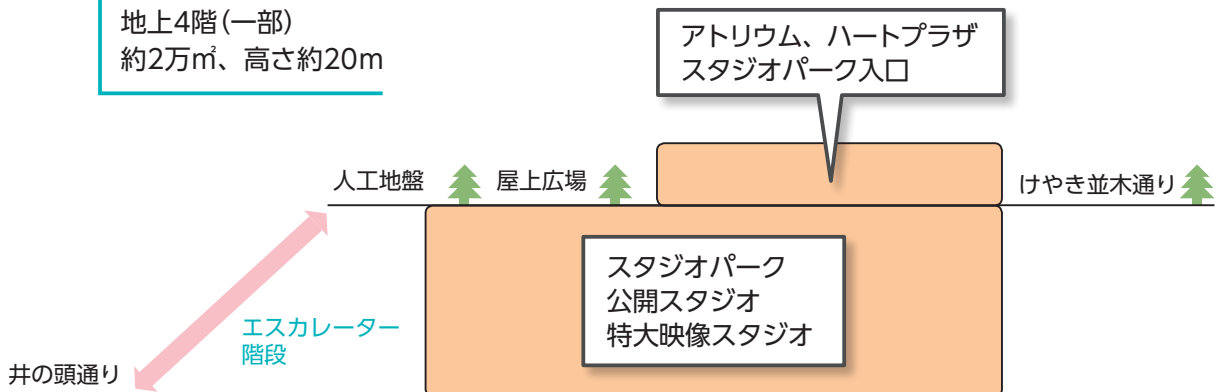 地上4階(一部)
約2万㎡、高さ約20m
アトリウム、ハートプラザ
スタジオパーク入口
人工地盤
屋上広場
けやき並木通り
スタジオパーク
公開スタジオ
特大映像スタジオ
エスカレーター
階段
井の頭通り